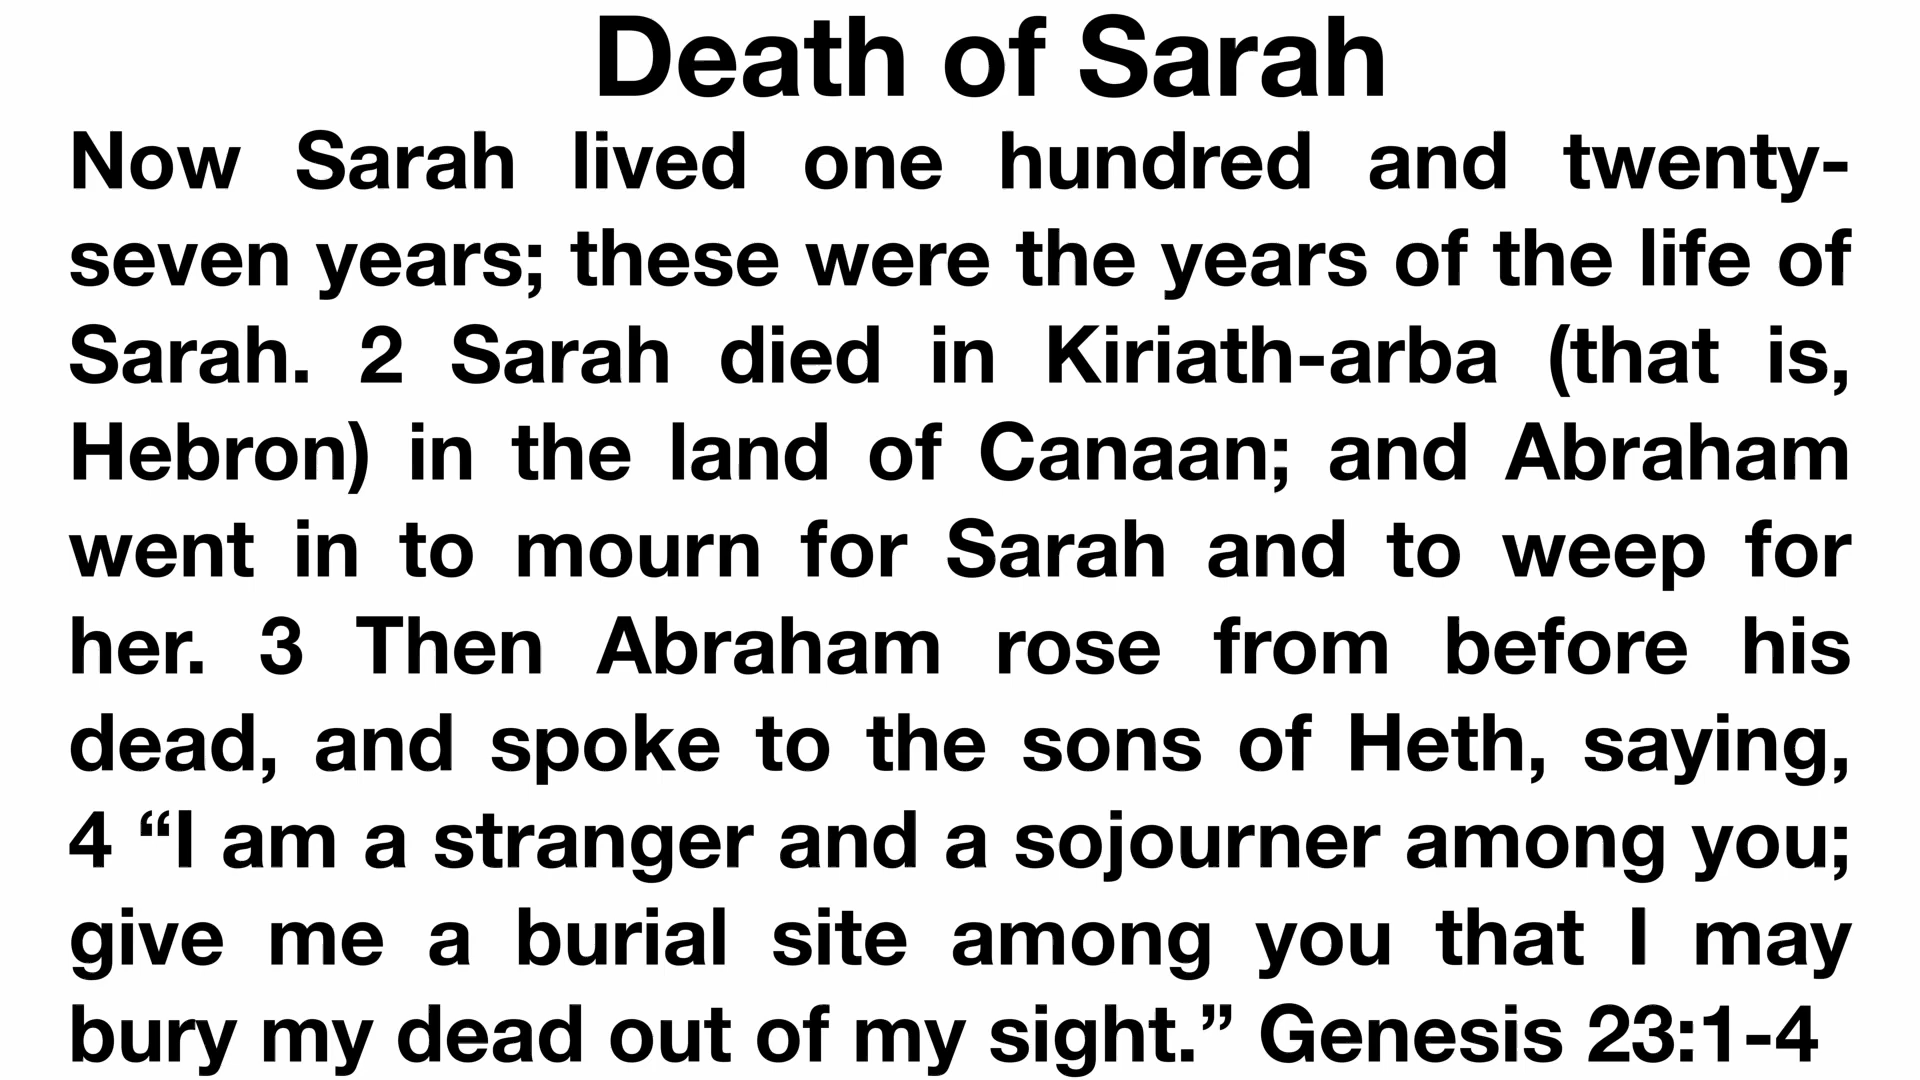 Death of Sarah
Now Sarah lived one hundred and twenty-
seven years; these were the years of the life of
Sarah. 2 Sarah died in Kiriath-arba (that is,
Hebron) in the land of Canaan; and Abraham
went in to mourn for Sarah and to weep for
her. 3 Then Abraham rose from before his
dead, and spoke to the sons of Heth, saying,
4 “I am a stranger and a sojourner among you;
give me a burial site among you that I may
bury my dead out of my sight.” Genesis 23:1-4